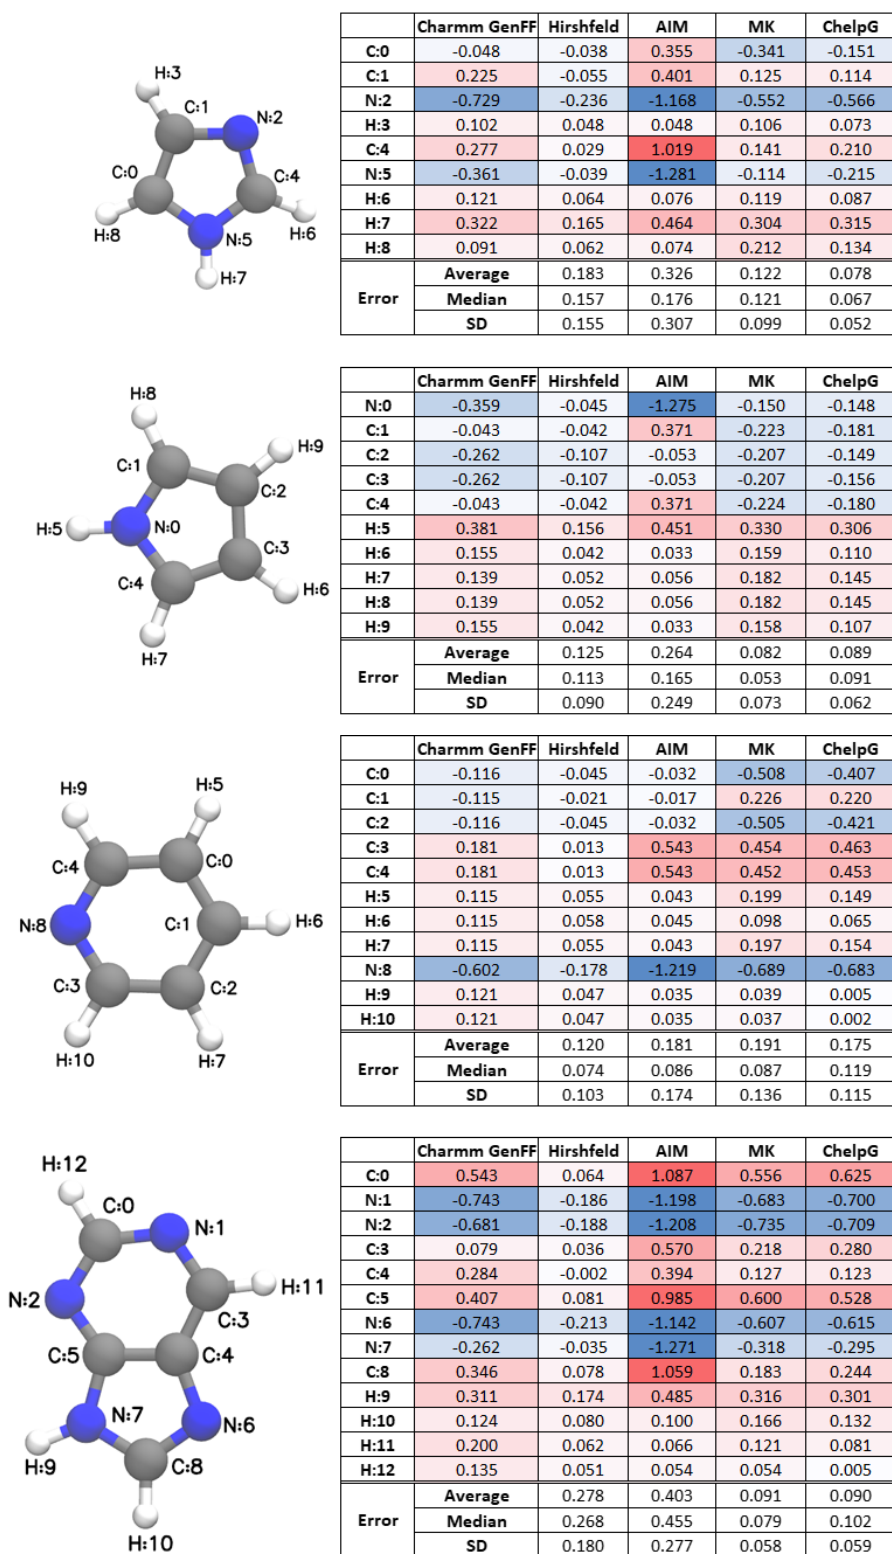 H:3
C:1
N:2
C:0
C:4
H:8
N:5
H:6
H:7
Charmm GenFF Hirshfeld AIM MK ChelpG
C:0 -0.048 -0.038 0.355 -0.341 -0.151
C:1 0.225 -0.055 0.401 0.125 0.114
N:2 -0.729 -0.236 -1.168 -0.552 -0.566
H:3 0.102 0.048 0.048 0.106 0.073
C:4 0.277 0.029 1.019 0.141 0.210
N:5 -0.361 -0.039 -1.281 -0.114 -0.215
H:6 0.121 0.064 0.076 0.119 0.087
H:7 0.322 0.165 0.464 0.304 0.315
H:8 0.091 0.062 0.074 0.212 0.134
Error
Average 0.183 0.326 0.122 0.078
Median 0.157 0.176 0.121 0.067
SD 0.155 0.307 0.099 0.052
H:8
H:9
C:1
C:2
H:5
N:0
C:3
C:4
H:6
H:7
Charmm GenFF Hirshfeld AIM MK ChelpG
N:0 -0.359 -0.045 -1.275 -0.150 -0.148
C:1 -0.043 -0.042 0.371 -0.223 -0.181
C:2 -0.262 -0.107 -0.053 -0.207 -0.149
C:3 -0.262 -0.107 -0.053 -0.207 -0.156
C:4 -0.043 -0.042 0.371 -0.224 -0.180
H:5 0.381 0.156 0.451 0.330 0.306
H:6 0.155 0.042 0.033 0.159 0.110
H:7 0.139 0.052 0.056 0.182 0.145
H:8 0.139 0.052 0.056 0.182 0.145
H:9 0.155 0.042 0.033 0.158 0.107
Error
Average 0.125 0.264 0.082 0.089
Median 0.113 0.165 0.053 0.091
SD 0.090 0.249 0.073 0.062
H:9
H:5
C:4
C:0
N:8
C:1
H:6
C:3
C:2
H:10
H:7
Charmm GenFF Hirshfeld AIM MK ChelpG
C:0 -0.116 -0.045 -0.032 -0.508 -0.407
C:1 -0.115 -0.021 -0.017 0.226 0.220
C:2 -0.116 -0.045 -0.032 -0.505 -0.421
C:3 0.181 0.013 0.543 0.454 0.463
C:4 0.181 0.013 0.543 0.452 0.453
H:5 0.115 0.055 0.043 0.199 0.149
H:6 0.115 0.058 0.045 0.098 0.065
H:7 0.115 0.055 0.043 0.197 0.154
N:8 -0.602 -0.178 -1.219 -0.689 -0.683
H:9 0.121 0.047 0.035 0.039 0.005
H:10 0.121 0.047 0.035 0.037 0.002
Error
Average 0.120 0.181 0.191 0.175
Median 0.074 0.086 0.087 0.119
SD 0.103 0.174 0.136 0.115
H:12
C:0
N:1
H:11
N:2
C:3
C:5
C:4
N:7
N:6
H:9
C:8
H:10
Charmm GenFF Hirshfeld AIM MK ChelpG
C:0 0.543 0.064 1.087 0.556 0.625
N:1 -0.743 -0.186 -1.198 -0.683 -0.700
N:2 -0.681 -0.188 -1.208 -0.735 -0.709
C:3 0.079 0.036 0.570 0.218 0.280
C:4 0.284 -0.002 0.394 0.127 0.123
C:5 0.407 0.081 0.985 0.600 0.528
N:6 -0.743 -0.213 -1.142 -0.607 -0.615
N:7 -0.262 -0.035 -1.271 -0.318 -0.295
C:8 0.346 0.078 1.059 0.183 0.244
H:9 0.311 0.174 0.485 0.316 0.301
H:10 0.124 0.080 0.100 0.166 0.132
H:11 0.200 0.062 0.066 0.121 0.081
H:12 0.135 0.051 0.054 0.054 0.005
Error
Average 0.278 0.403 0.091 0.090
Median 0.268 0.455 0.079 0.102
SD 0.180 0.277 0.058 0.059